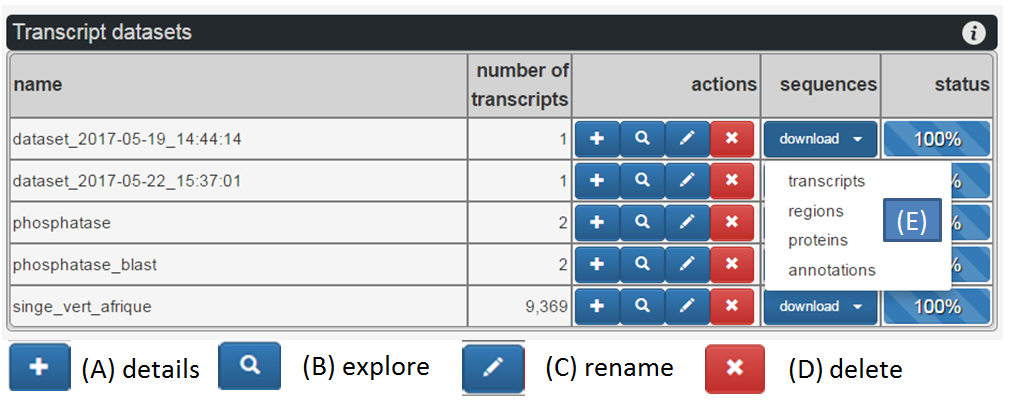 Transcript datasets
name number of transcripts actions sequences status
dataset_2017-05-19_14:44:14 1 download 100%
dataset_2017-05-22_15:37:01 1 %
transcripts
phosphatase 2 %
regions (E)
proteins
phosphatase_blast 2 %
annotations
singe_vert_afrique 9,369 download 100%
(A) details (B) explore (C) rename (D) delete